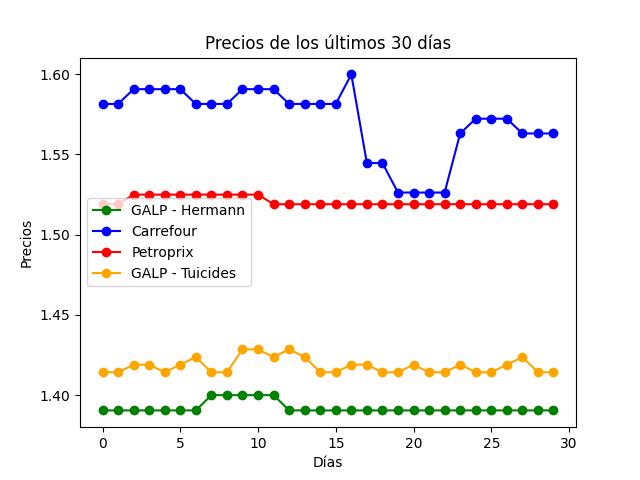 Precios de los últimos 30 días
1.60
1.55
1.50
1.45
1.40
Precios
GALP - Hermann
Carrefour
Petroprix
GALP - Tuicides
0 5 10 15 20 25 30
Días